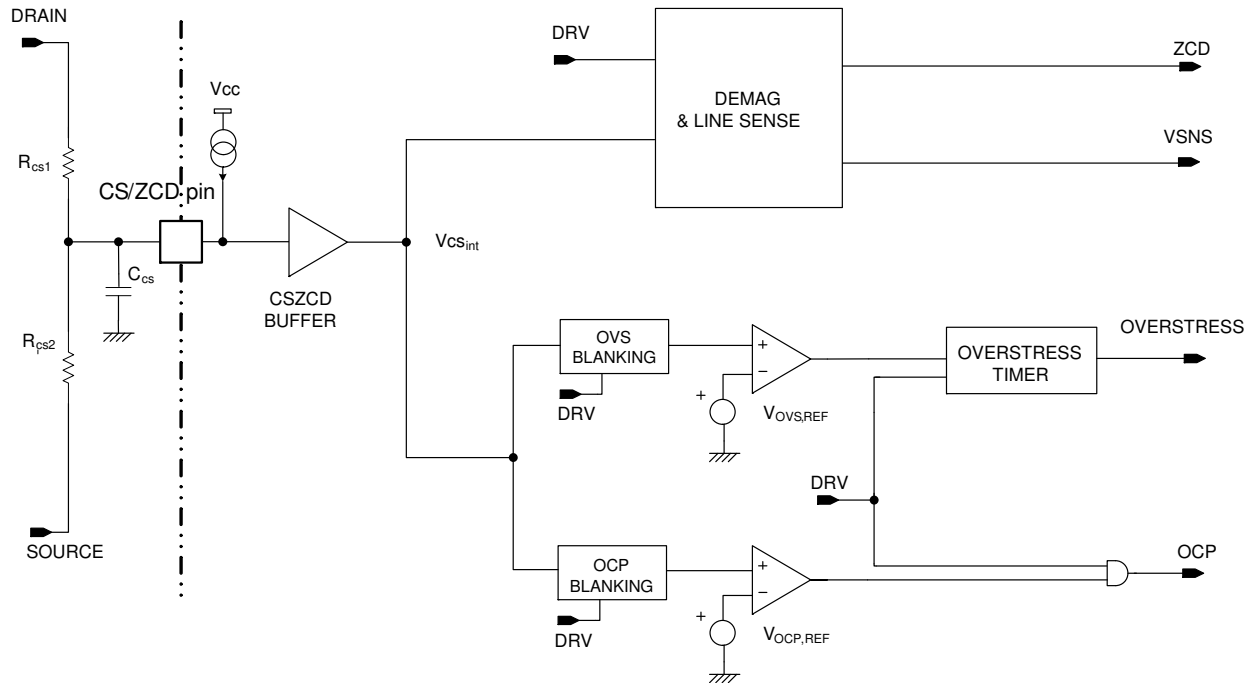 DRAIN
DRV
ZCD
Vcc
DEMAG
& LINE SENSE
VSNS
Rcs1
CS/ZCD pin
Ccs
Vcsint
CSZCD
BUFFER
Rics2
OVS
BLANKING
+
−
OVERSTRESS
TIMER
OVERSTRESS
DRV
+
VOVS,REF
DRV
SOURCE
OCP
BLANKING
+
−
OCP
DRV
+
VOCP,REF